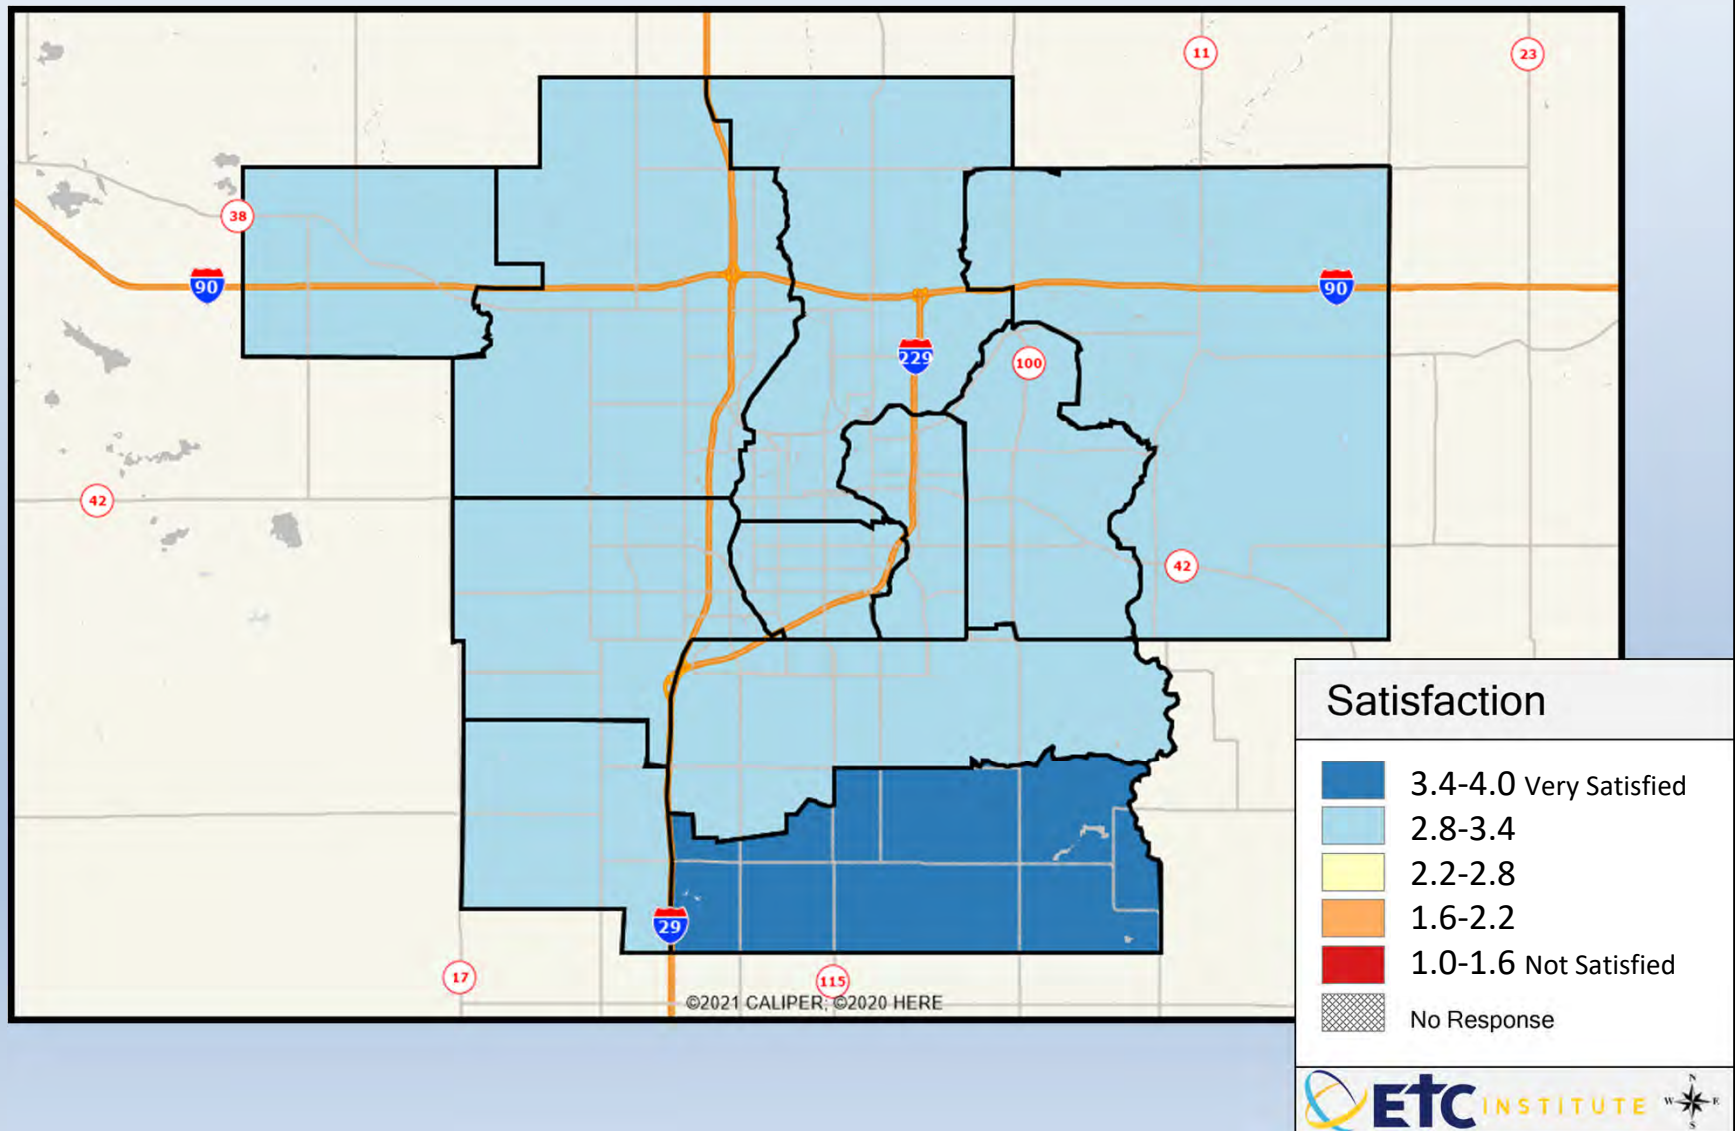 11
23
38
90
90
229
100
42
42
29
17
115
©2021 CALIPER; ©2020 HERE
Satisfaction
3.4-4.0 Very Satisfied
2.8-3.4
2.2-2.8
1.6-2.2
1.0-1.6 Not Satisfied
No Response
N
ETC INSTITUTE W E
S